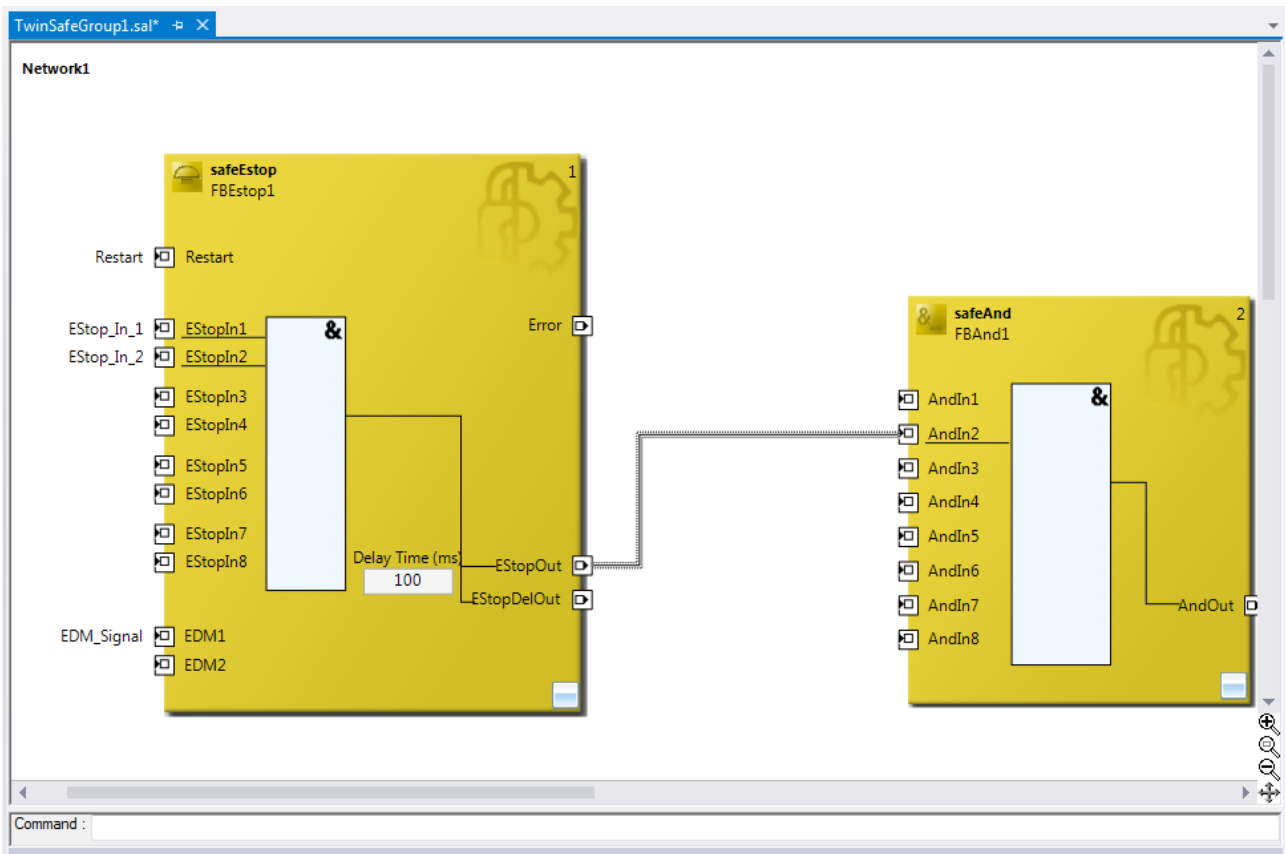 TwinSafeGroup1.sal*
Network1
safeEstop
FBEstop1
1
Restart
Restart
EStop_In_1
EStopIn1
&
Error
EStop_In_2
EStopIn2
EStopIn3
EStopIn4
EStopIn5
EStopIn6
EStopIn7
EStopIn8
Delay Time (ms)
100
EStopOut
EStopDelOut
EDM_Signal
EDM1
EDM2
&
safeAnd
FBAnd1
2
AndIn1
&
AndIn2
AndIn3
AndIn4
AndIn5
AndIn6
AndIn7
AndOut
AndIn8
Command :